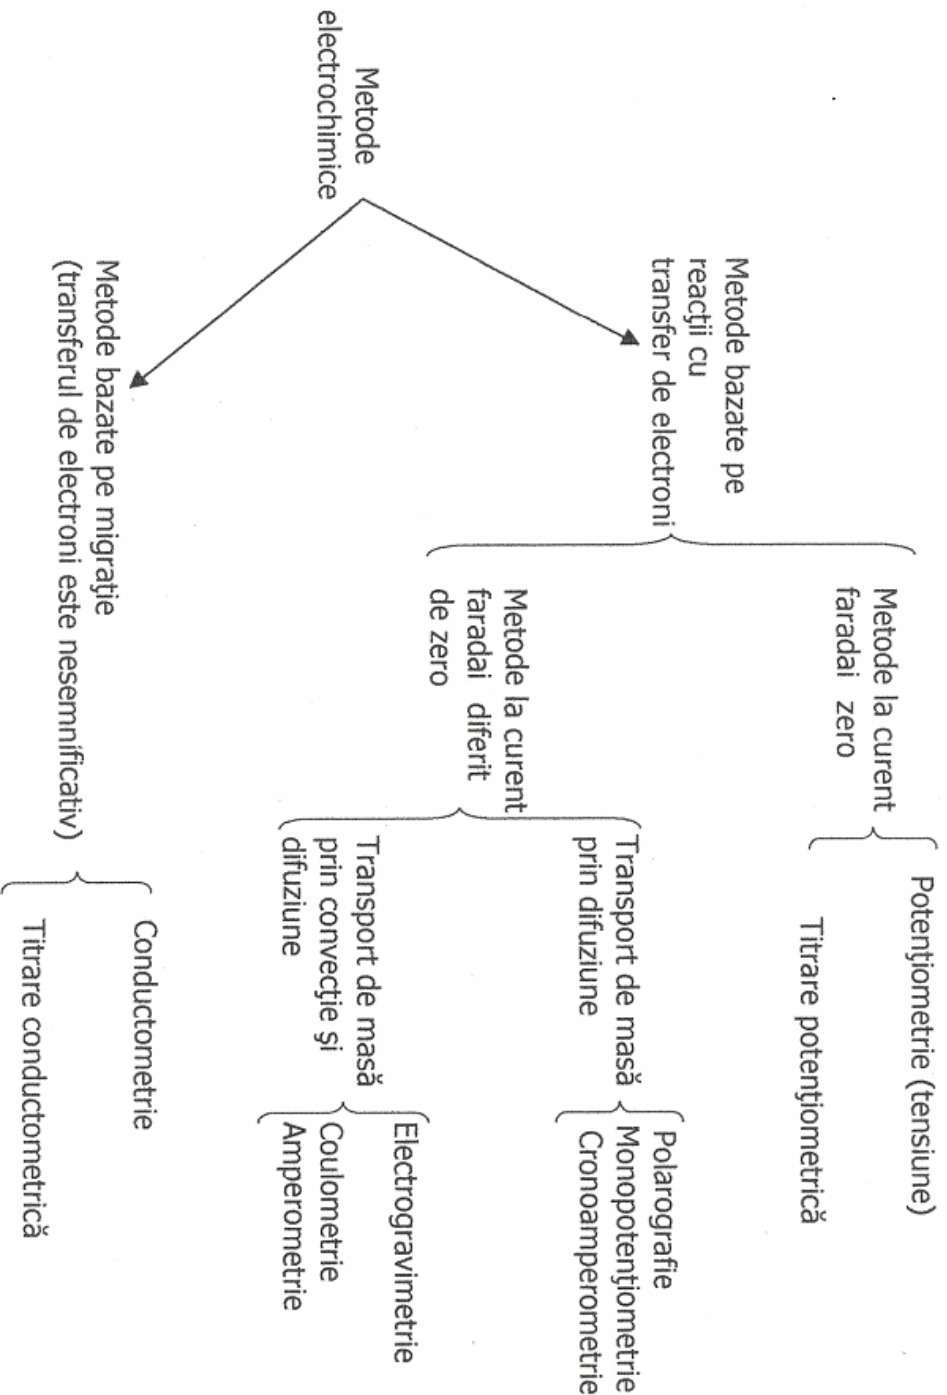 Metode
electrochimice
Metode bazate pe
reacţii cu
transfer de electroni
Metode la curent
faradai zero
Potenţiometrie (tensiune)
Titrare potenţiometrică
Metode la curent
faradai diferit
de zero
Transport de masă
prin difuziune
Polarografie
Monopotenţiometrie
Cronoamperometrie
Transport de masă
prin convecţie şi
difuziune
Electrogravimetrie
Coulometrie
Amperometrie
Metode bazate pe migraţie
(transferul de electroni este nesemnificativ)
Conductometrie
Titrare conductometrică